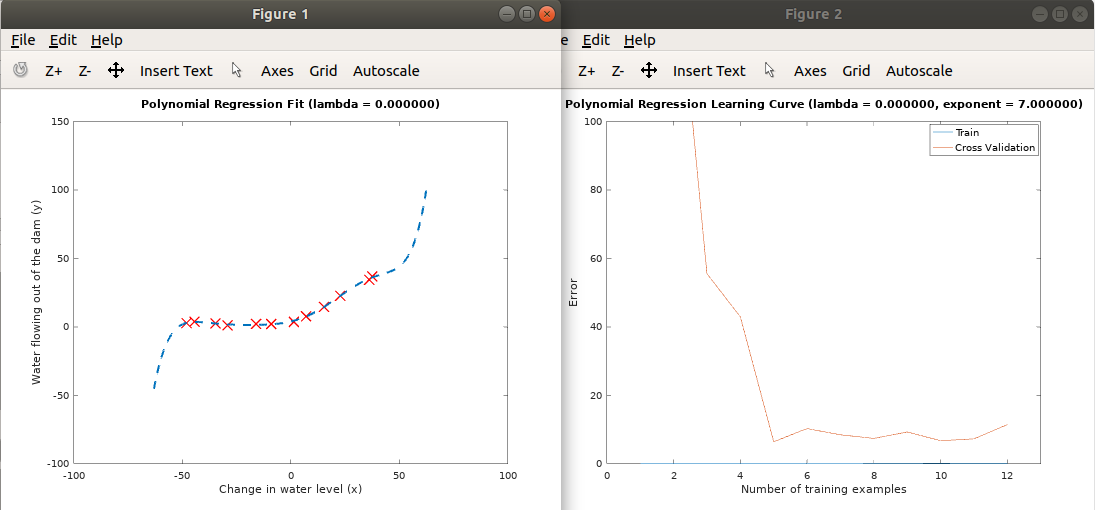 Figure 1
File Edit Help
Z+ Z- Insert Text Axes Grid Autoscale
Polynomial Regression Fit (lambda = 0.000000)
150
100
50
0
-50
-100
-100 -50 0 50 100
Water flowing out of the dam (y)
Change in water level (x)
Figure 2
e Edit Help
Z+ Z- Insert Text Axes Grid Autoscale
Polynomial Regression Learning Curve (lambda = 0.000000, exponent = 7.000000)
100
80
60
40
20
0
0 2 4 6 8 10 12
Error
Number of training examples
Train
Cross Validation